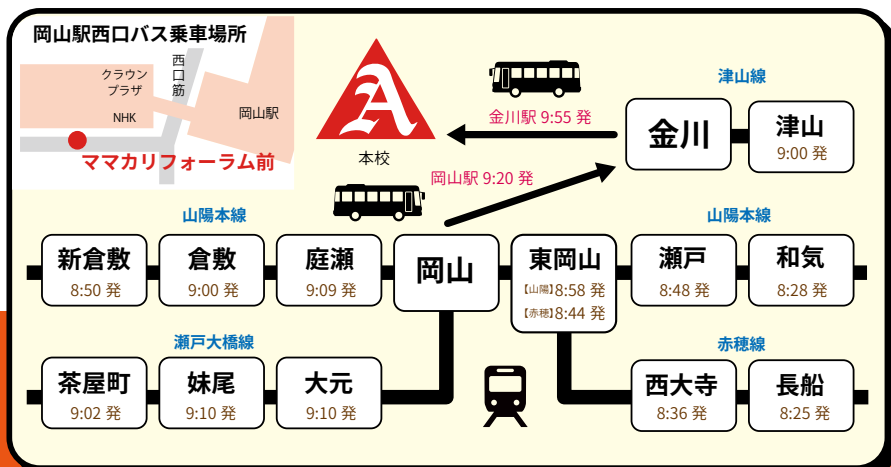 岡山駅西口バス乗車場所
西口筋
クラウン
プラザ
NHK
岡山駅
ママカリフォーラム前
A
本校
金川駅 9:55 発
岡山駅 9:20 発
津山線
金川
津山
9:00 発
山陽本線
新倉敷
8:50 発
倉敷
9:00 発
庭瀬
9:09 発
岡山
山陽本線
東岡山
【山陽】8:58 発
【赤穂】8:44 発
瀬戸
8:48 発
和気
8:28 発
瀬戸大橋線
茶屋町
9:02 発
妹尾
9:10 発
大元
9:10 発
赤穂線
西大寺
8:36 発
長船
8:25 発